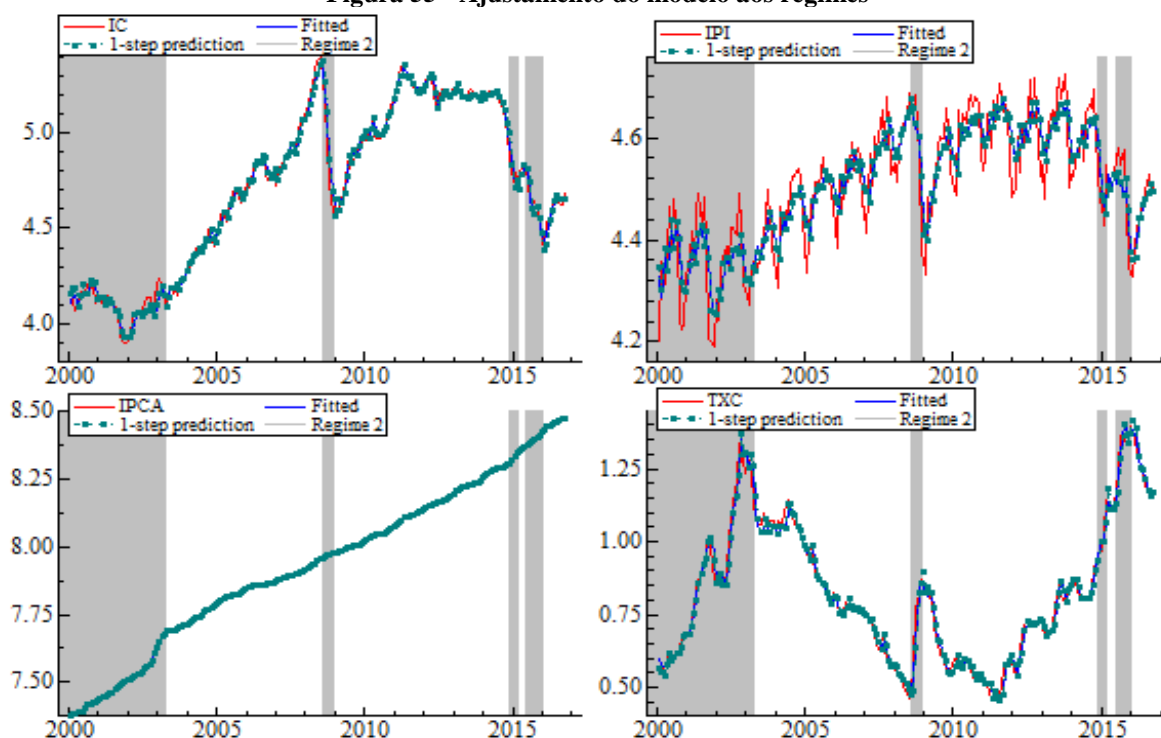 Figura - Ajustamento do modelo aos regimes
IC Fitted
1-step prediction Regime 2
5.0
4.5
4.0
2000 2005 2010 2015
IPI Fitted
1-step prediction Regime 2
4.6
4.4
4.2
2000 2005 2010 2015
IPCA Fitted
1-step prediction Regime 2
8.50
8.25
8.00
7.75
7.50
2000 2005 2010 2015
TXC Fitted
1-step prediction Regime 2
1.25
1.00
0.75
0.50
2000 2005 2010 2015